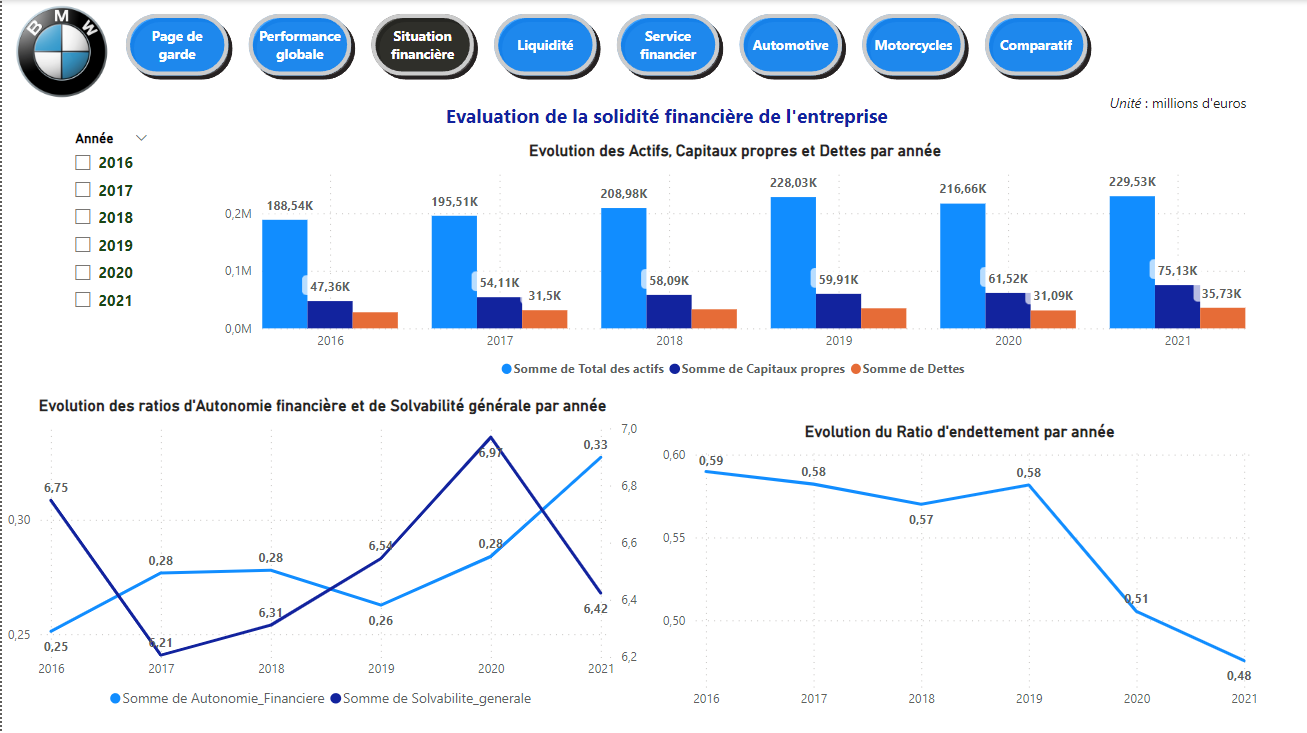 BMW
Page de
garde
Performance
globale
Situation
financière
Liquidité
Service
financier
Automotive
Motorcycles
Comparatif
Unité : millions d'euros
Evaluation de la solidité financière de l'entreprise
Année
2016
2017
2018
2019
2020
2021
Evolution des Actifs, Capitaux propres et Dettes par année
0,2M
0,1M
0,0M
188,54K
47,36K
195,51K
54,11K
31,5K
208,98K
58,09K
228,03K
59,91K
216,66K
61,52K
31,09K
229,53K
75,13K
35,73K
2016 2017 2018 2019 2020 2021
Somme de Total des actifs Somme de Capitaux propres Somme de Dettes
Evolution des ratios d'Autonomie financière et de Solvabilité générale par année
0,30
0,25
7,0
6,8
6,6
6,4
6,2
6,75
6,21
6,31
6,54
6,97
6,42
0,25
0,28
0,28
0,26
0,28
0,33
2016 2017 2018 2019 2020 2021
Somme de Autonomie_Financiere Somme de Solvabilite_generale
Evolution du Ratio d'endettement par année
0,60
0,55
0,50
0,59
0,58
0,57
0,58
0,51
0,48
2016 2017 2018 2019 2020 2021